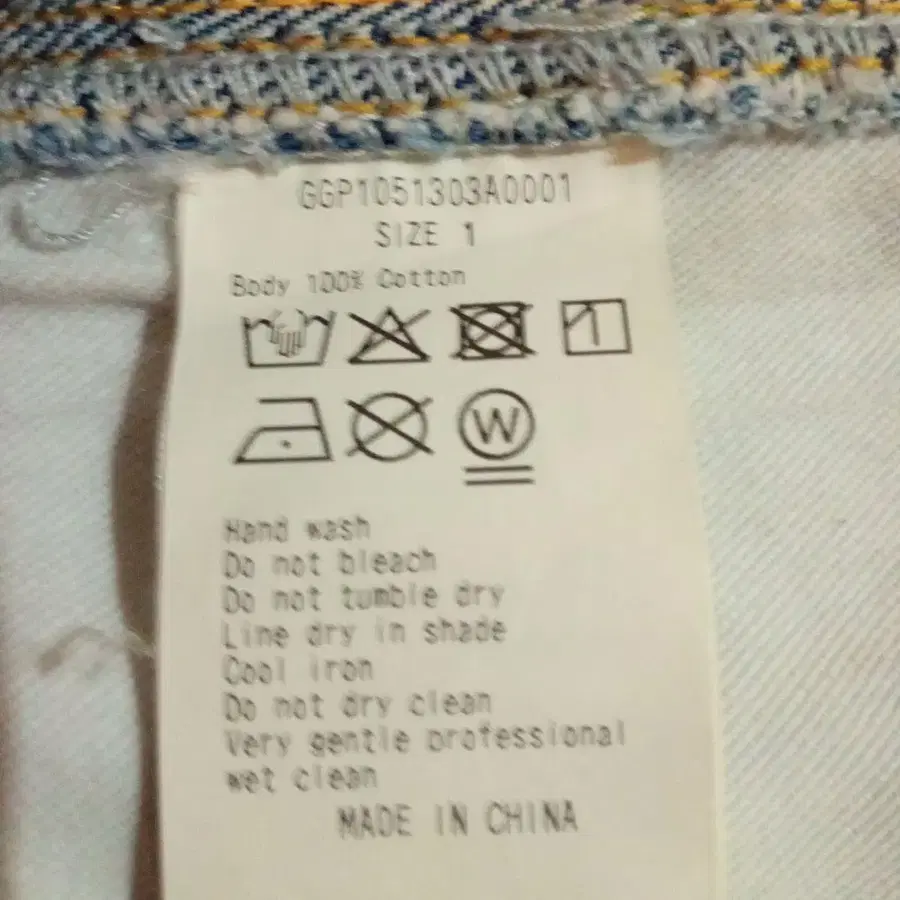 GGP1051303A0001
SIZE 1
Body 100% Cotton
W
Hand wash
Do not bleach
Do not tumble dry
Line dry in shade
Cool iron
Do not dry clean
Very gentle professional
wet clean
MADE IN CHINA